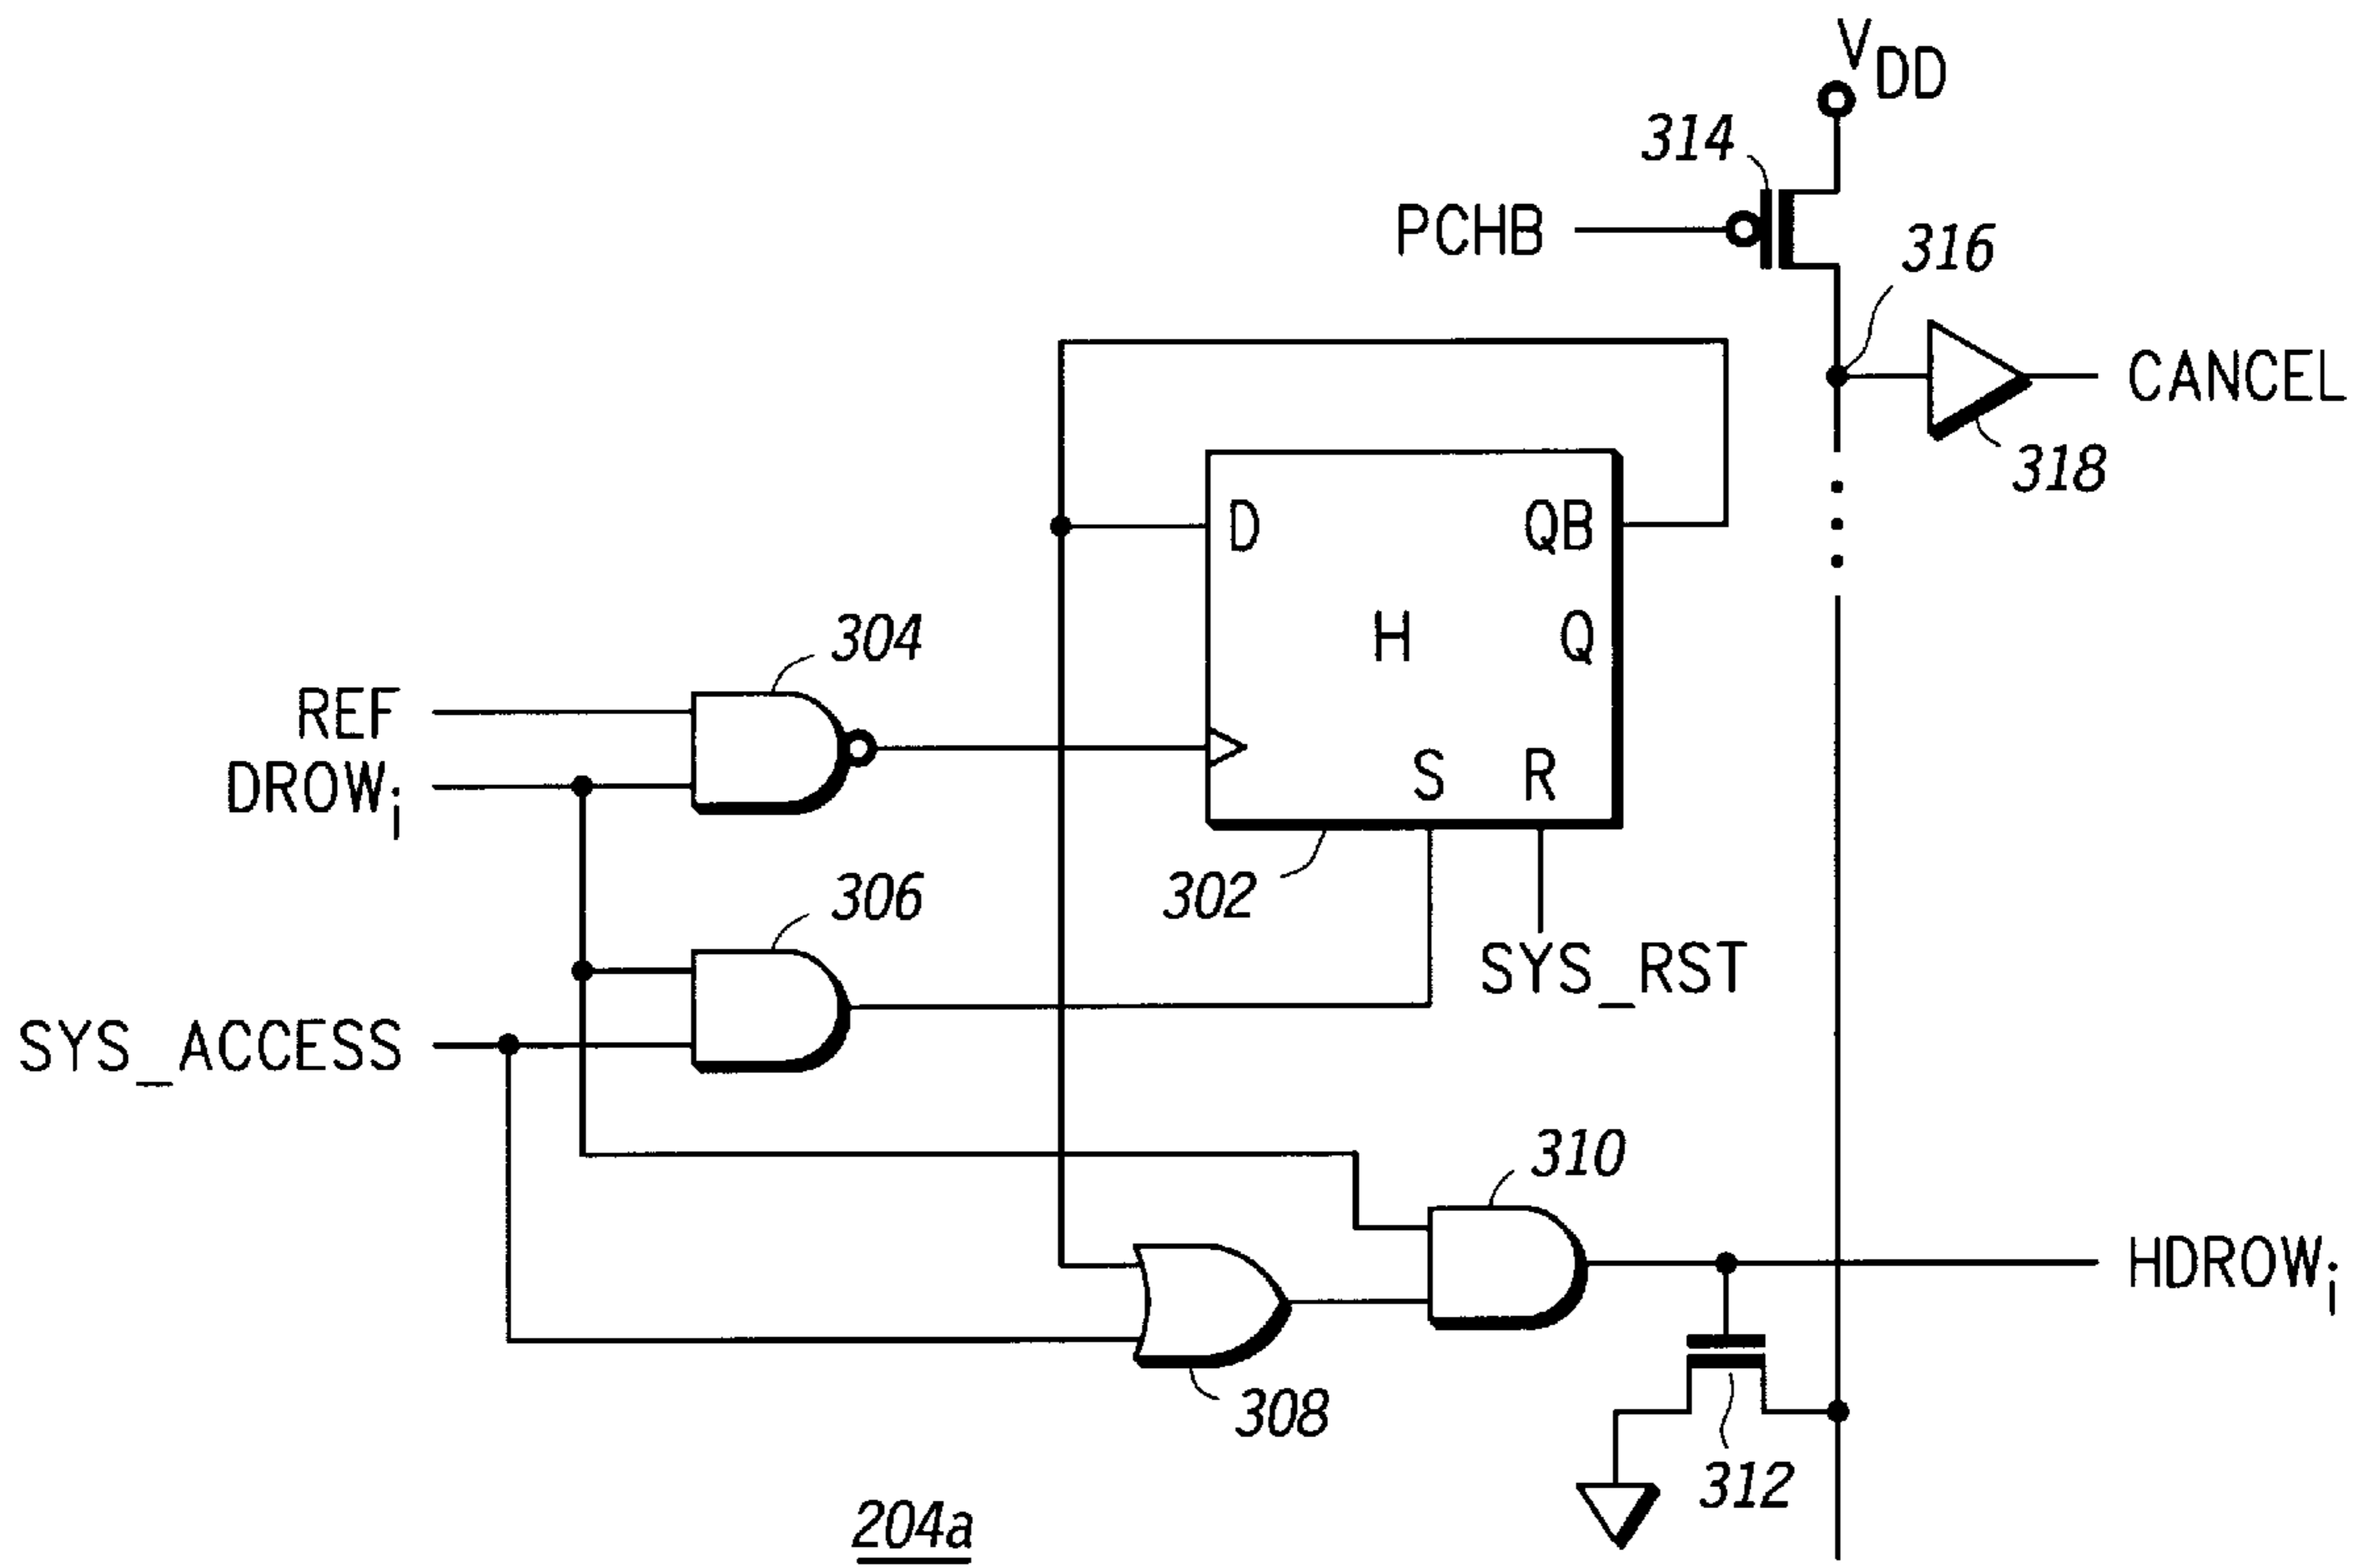 VDD
314
PCHB
316
CANCEL
318
D
QB
H
Q
S
R
304
REF
DROWi
302
306
SYS_RST
SYS_ACCESS
310
HDROWi
308
312
204a